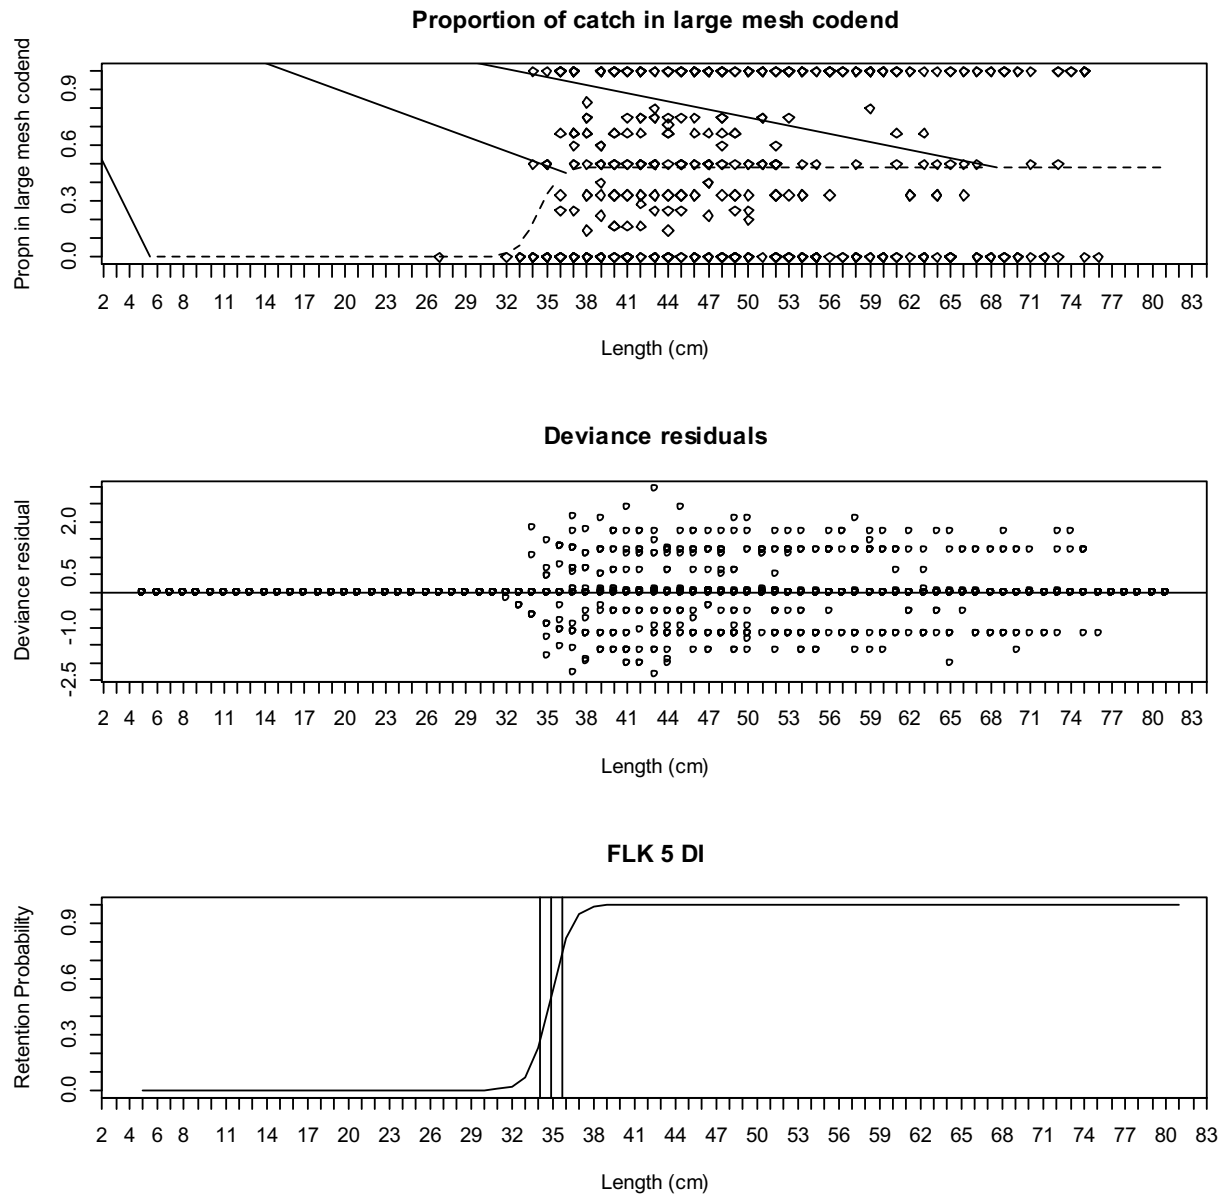 Proportion of catch in large mesh codend
Propn in large mesh codend
0.9
0.6
0.3
0.0
2 4 6 8 11 14 17 20 23 26 29 32 35 38 41 44 47 50 53 56 59 62 65 68 71 74 77 80 83
Length (cm)
Deviance residuals
Deviance residual
2.0
0.5
-1.0
-2.5
2 4 6 8 11 14 17 20 23 26 29 32 35 38 41 44 47 50 53 56 59 62 65 68 71 74 77 80 83
Length (cm)
FLK 5 DI
Retention Probability
0.9
0.6
0.3
0.0
2 4 6 8 11 14 17 20 23 26 29 32 35 38 41 44 47 50 53 56 59 62 65 68 71 74 77 80 83
Length (cm)